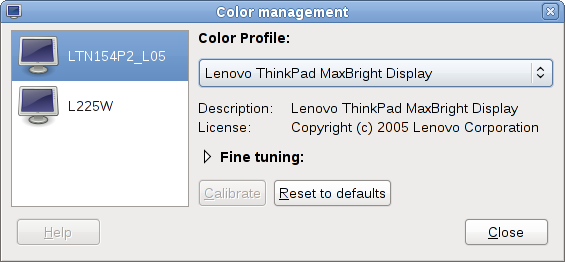 Color management
LTN154P2_L05
L225W
Color Profile:
Lenovo ThinkPad MaxBright Display
Description: Lenovo ThinkPad MaxBright Display
License: Copyright (c) 2005 Lenovo Corporation
Fine tuning:
Calibrate Reset to defaults
Help Close